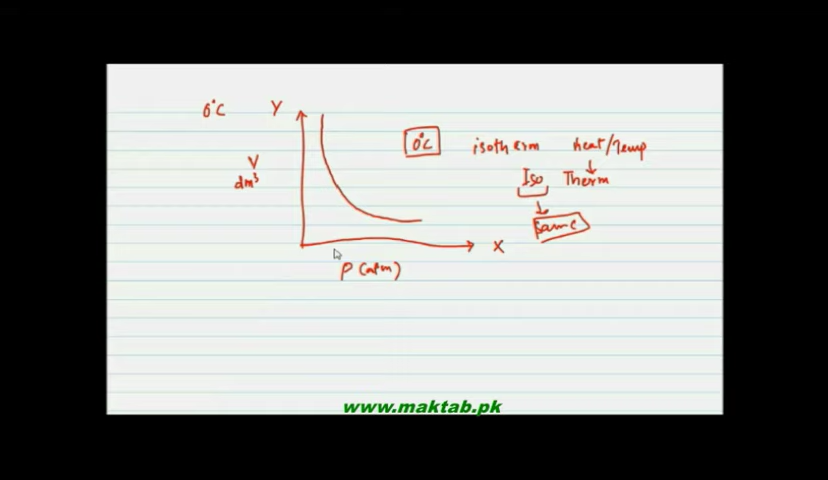 0°C Y
0°C isotherm heat/Temp
V
dm³
Iso Therm
same
X
P (atm)
www.maktab.pk